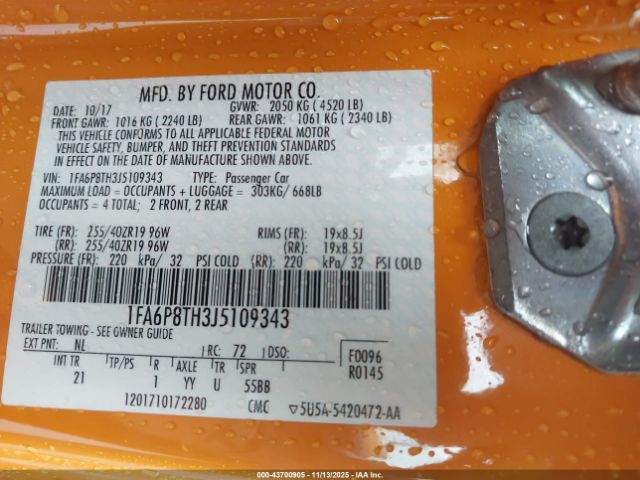 MFD. BY FORD MOTOR CO.
DATE: 10/17 GVWR: 2050 KG ( 4520 LB)
FRONT GAWR: 1016 KG ( 2240 LB) REAR GAWR: 1061 KG ( 2340 LB)
THIS VEHICLE CONFORMS TO ALL APPLICABLE FEDERAL MOTOR
VEHICLE SAFETY, BUMPER, AND THEFT PREVENTION STANDARDS
IN EFFECT ON THE DATE OF MANUFACTURE SHOWN ABOVE.
VIN: 1FA6P8TH3J5109343 TYPE: Passenger Car
MAXIMUM LOAD = OCCUPANTS + LUGGAGE = 303KG/ 668LB
OCCUPANTS = 4 TOTAL; 2 FRONT, 2 REAR
TIRE (FR): 255/40ZR19 96W RIMS (FR): 19x8.5J
(RR): 255/40ZR19 96W (RR): 19x8.5J
PRESSURE (FR): 220 kPa/ 32 PSI COLD (RR): 220 kPa/ 32 PSI COLD
1FA6P8TH3J5109343
TRAILER TOWING - SEE OWNER GUIDE
EXT PNT: NL RC: 72 DSO: F0096
R0145
INT TR TP/PS R AXLE TR SPR
21 1 YY U 55BB
1201710172280 CMC ▽5U5A-5420472-AA
000-43700905 - 11/13/2025 - IAA Inc.